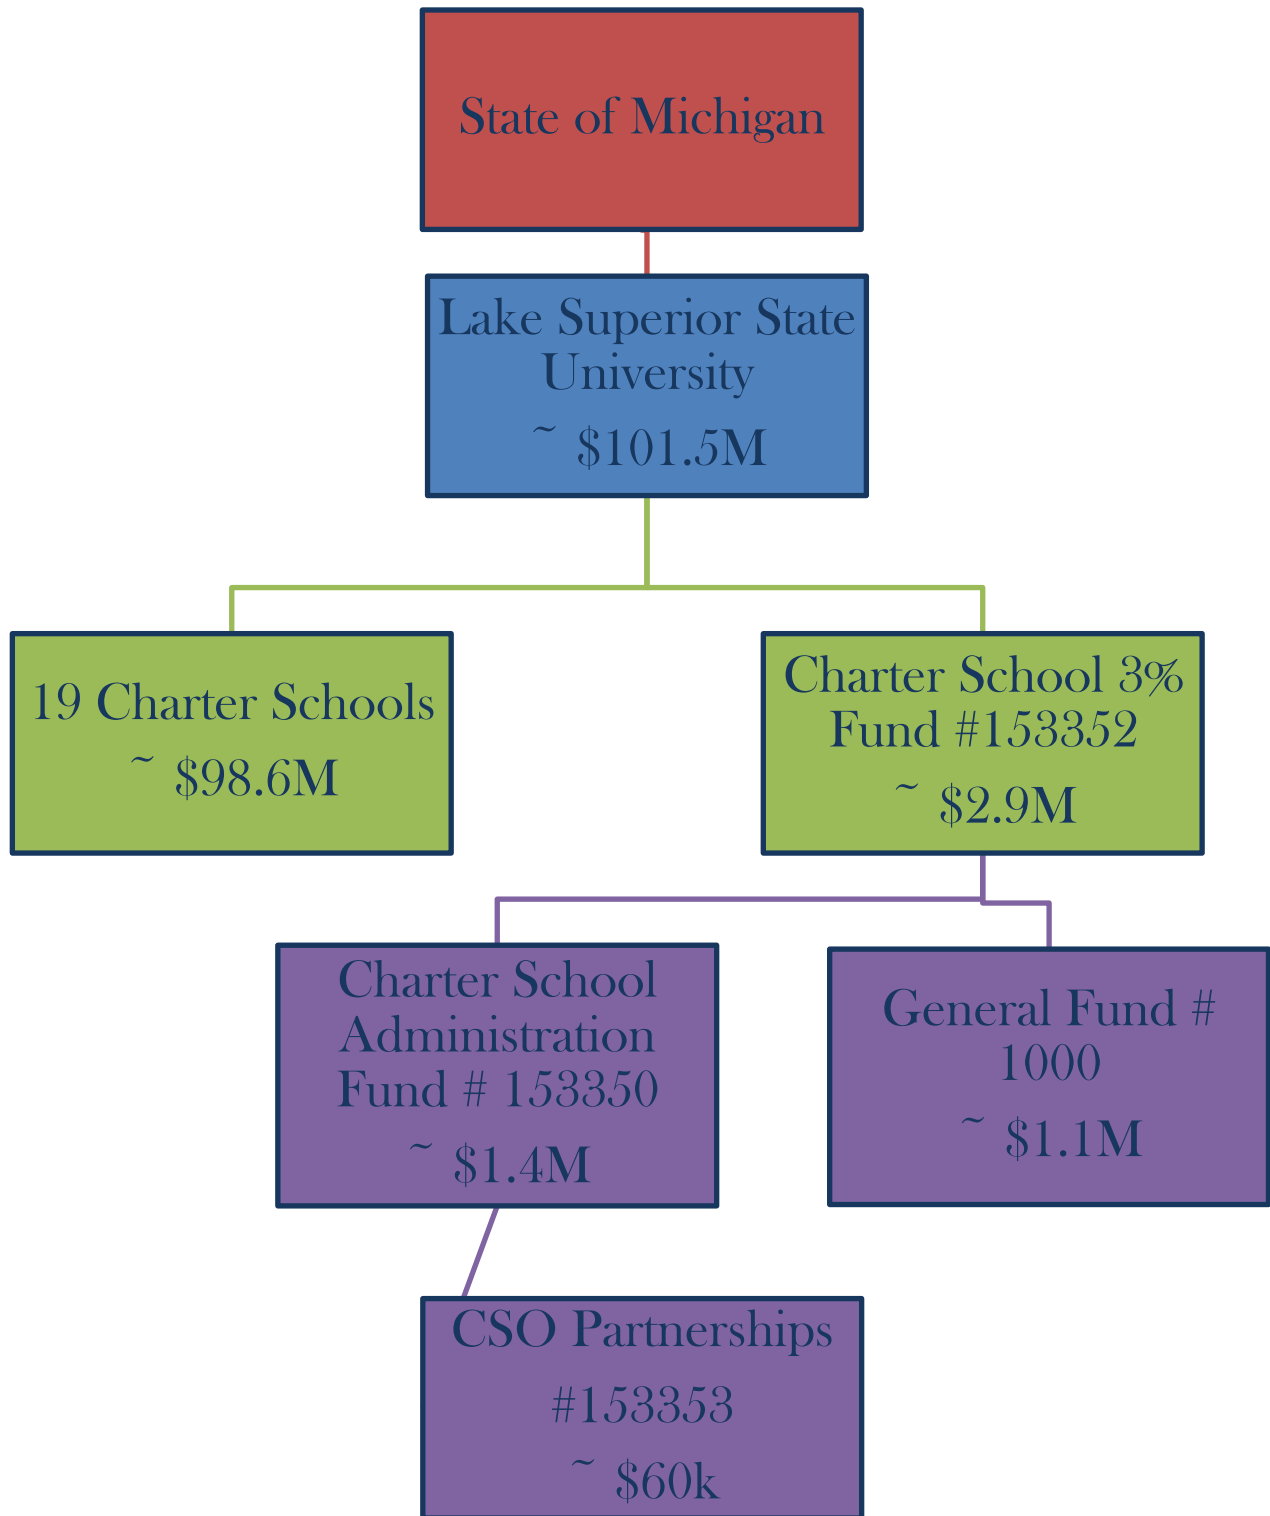 State of Michigan
Lake Superior State
University
~ $101.5M
19 Charter Schools
~ $98.6M
Charter School 3%
Fund #153352
~ $2.9M
Charter School
Administration
Fund # 153350
~ $1.4M
General Fund #
1000
~ $1.1M
CSO Partnerships
#153353
~ $60k